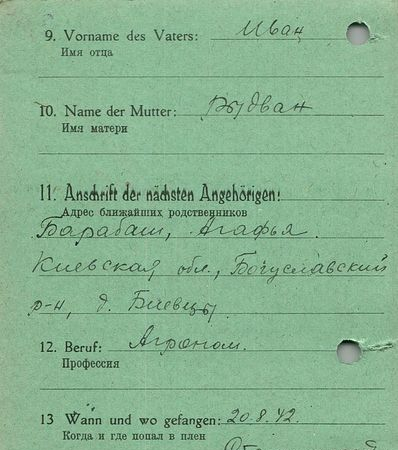 9. Vorname des Vaters: Иван
Имя отца
10. Name der Mutter: Рыдван
Имя матери
11. Anschrift der nächsten Angehörigen:
Адрес ближайших родственников
Барабаш, Агафья
Киевская обл., Богуславский
р-н, д. Биевцы.
12. Beruf: Агроном.
Профессия
13 Wann und wo gefangen: 20.8.42.
Когда и где попал в плен